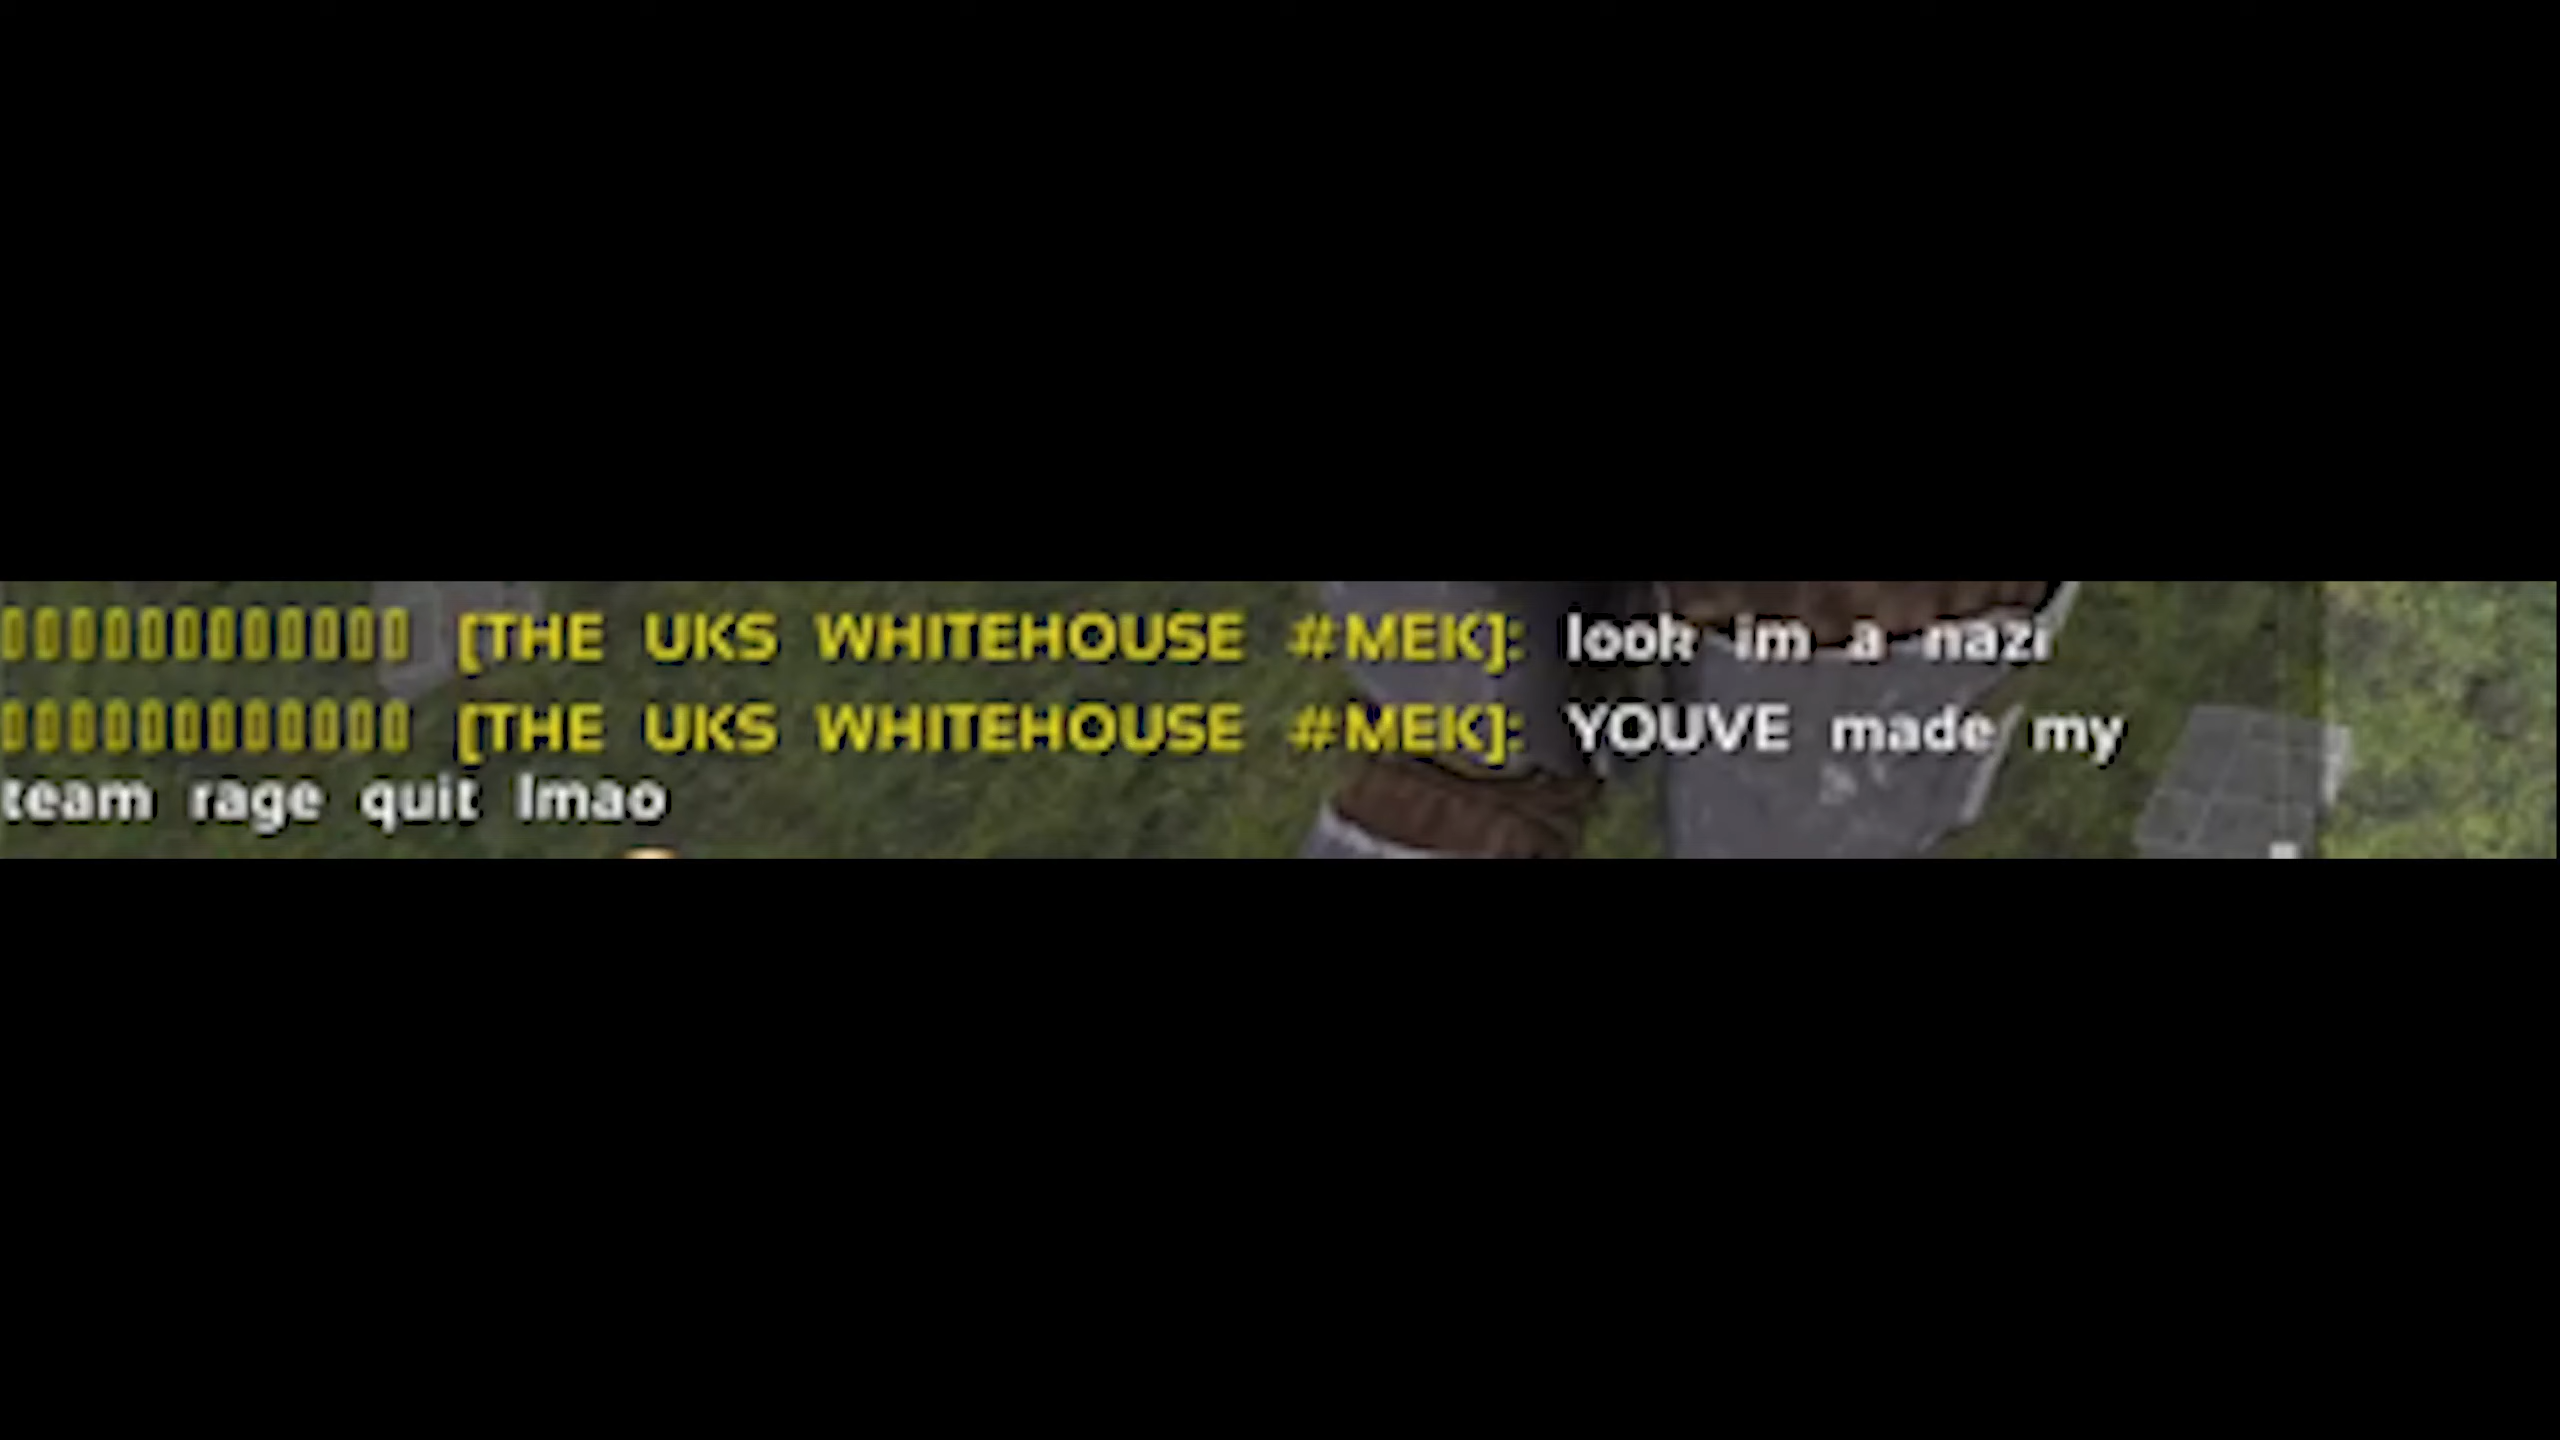 ▯▯▯▯▯▯▯▯▯▯▯▯ [THE UKS WHITEHOUSE #MEK]: look im a nazi
▯▯▯▯▯▯▯▯▯▯▯▯ [THE UKS WHITEHOUSE #MEK]: YOUVE made my
team rage quit lmao